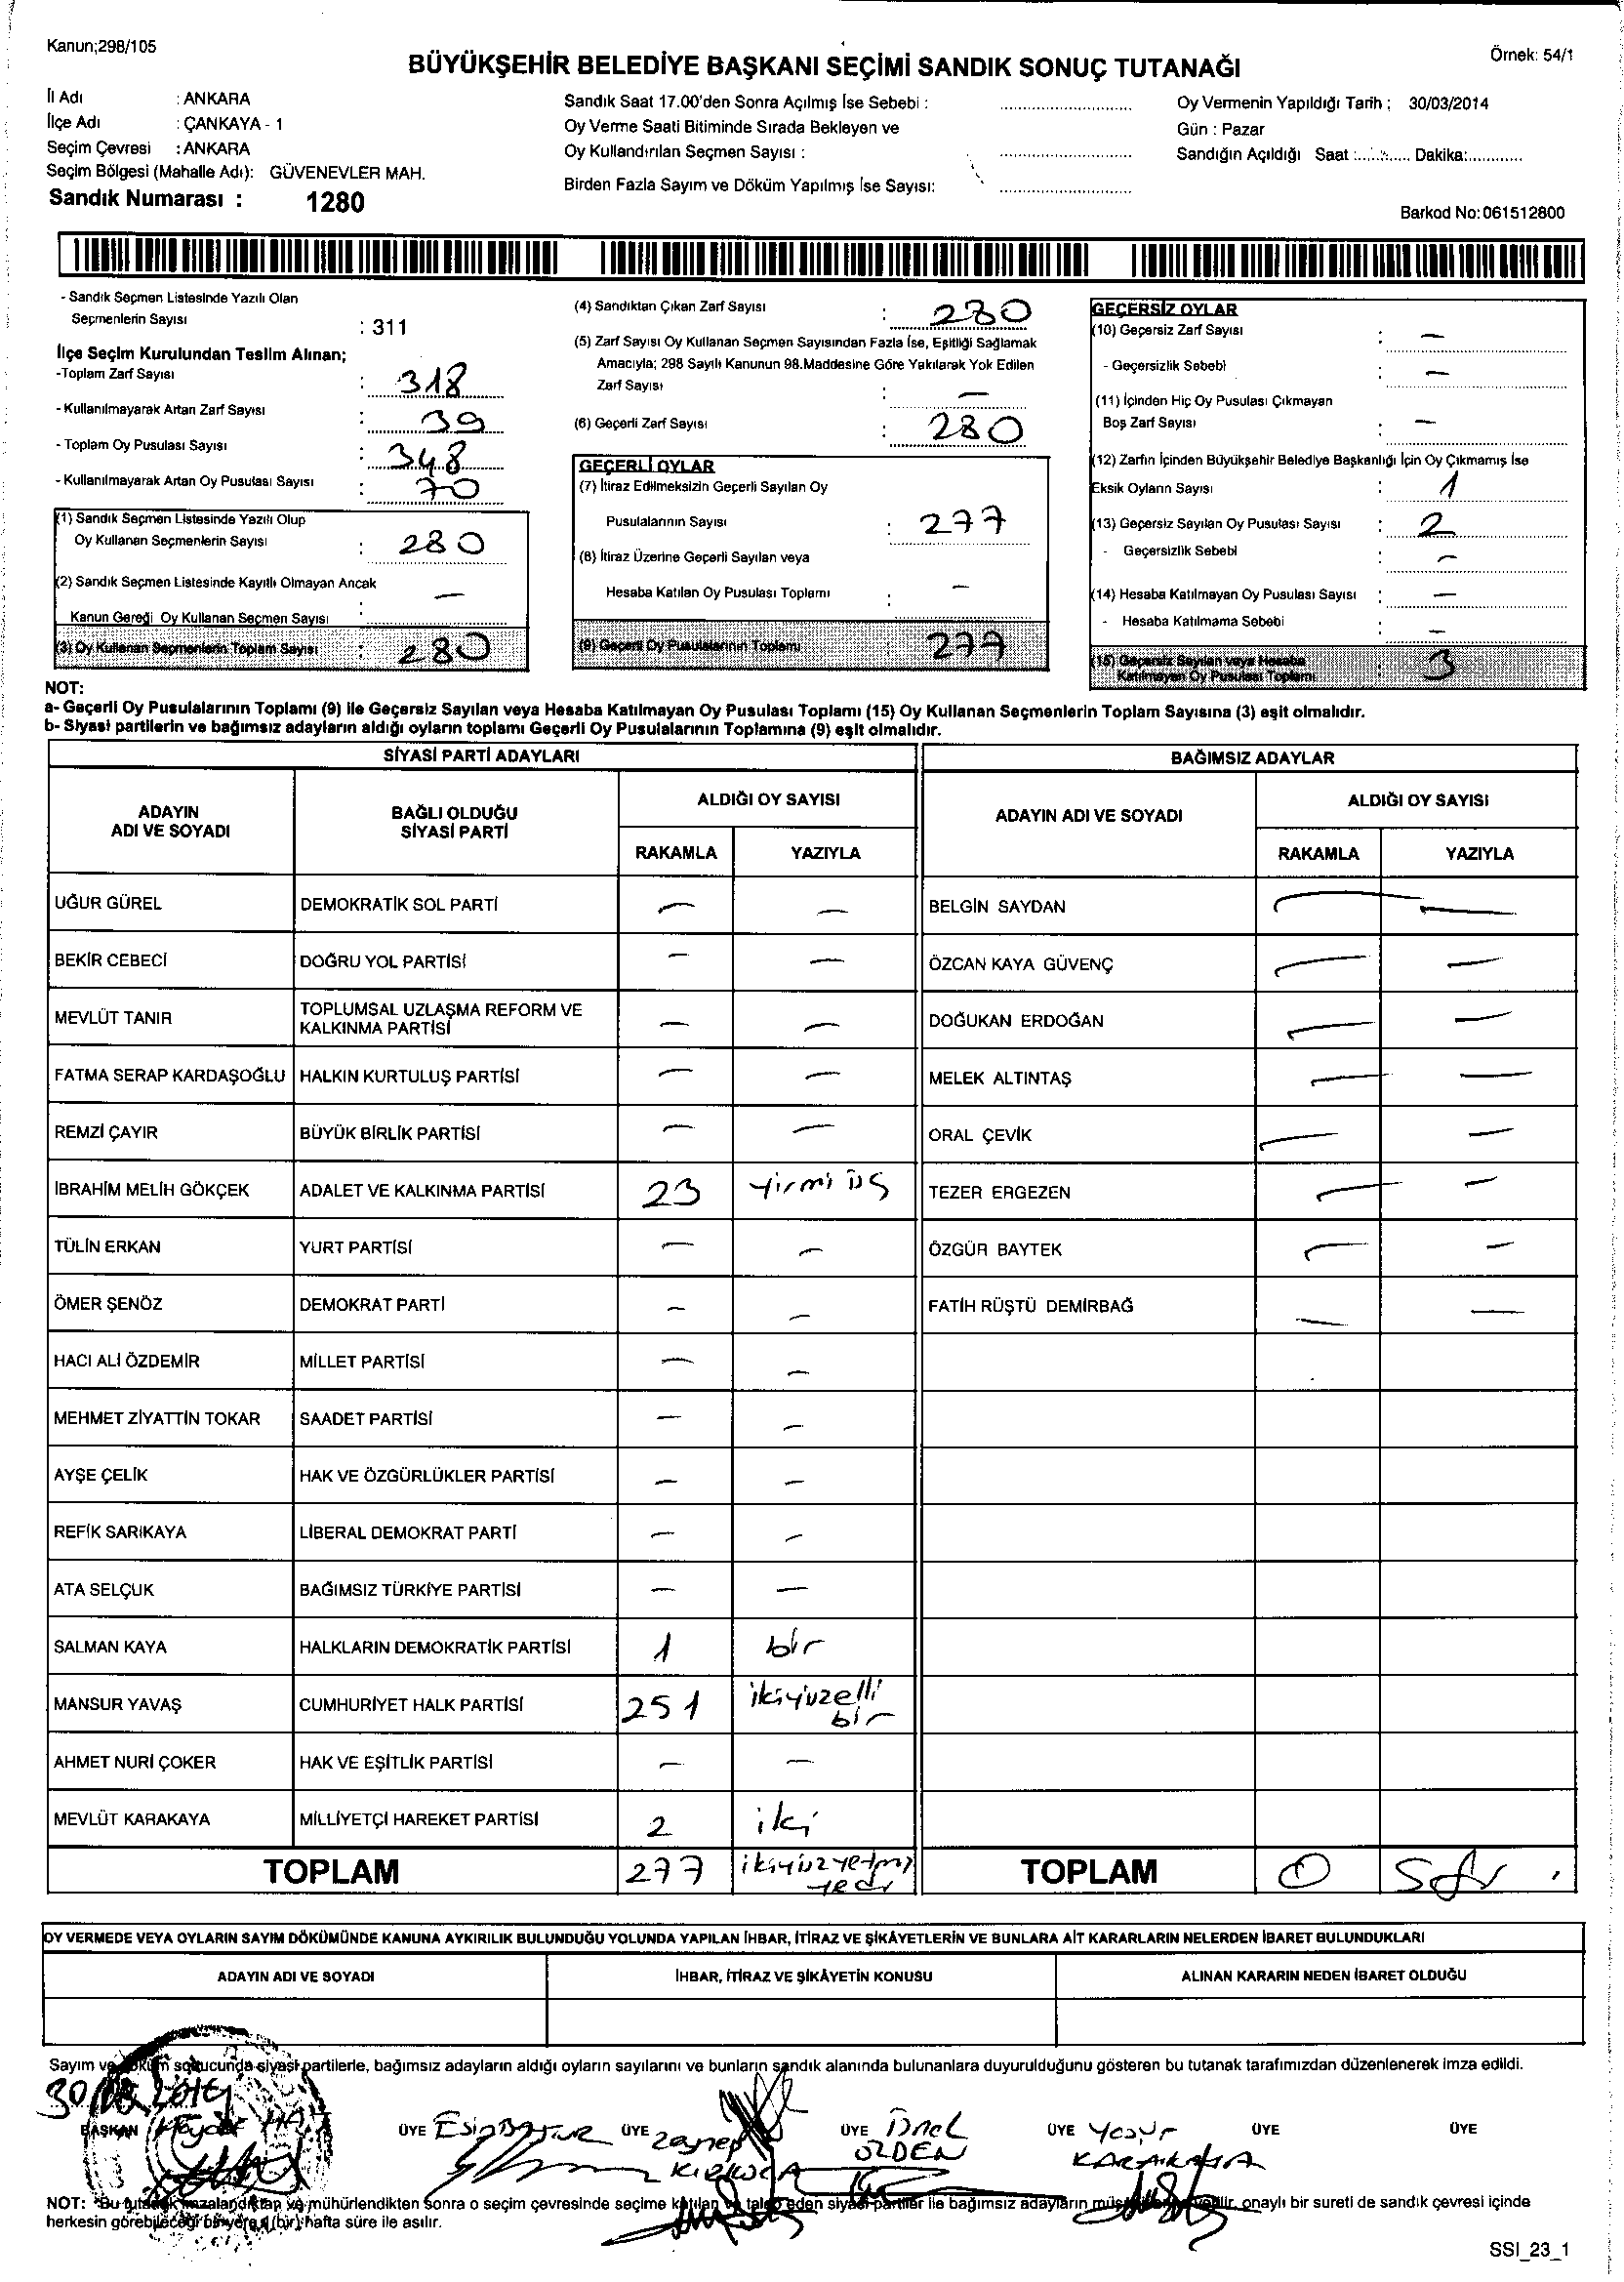 Kanun;298/105
Örnek: 54/1
BÜYÜKŞEHİR BELEDİYE BAŞKANI SEÇİMİ SANDIK SONUÇ TUTANAĞI
İl Adı : ANKARA
İlçe Adı : ÇANKAYA - 1
Seçim Çevresi : ANKARA
Seçim Bölgesi (Mahalle Adı): GÜVENEVLER MAH.
Sandık Numarası : 1280
Sandık Saat 17.00'den Sonra Açılmış İse Sebebi :
Oy Verme Saati Bitiminde Sırada Bekleyen ve
Oy Kullandırılan Seçmen Sayısı :
Birden Fazla Sayım ve Döküm Yapılmış İse Sayısı:
Oy Vermenin Yapıldığı Tarih ; 30/03/2014
Gün : Pazar
Sandığın Açıldığı Saat :........... Dakika:............
Barkod No:061512800
- Sandık Seçmen Listesinde Yazılı Olan
Seçmenlerin Sayısı : 311
İlçe Seçim Kurulundan Teslim Alınan;
-Toplam Zarf Sayısı : 318
- Kullanılmayarak Artan Zarf Sayısı : 39
- Toplam Oy Pusulası Sayısı : 348
- Kullanılmayarak Artan Oy Pusulası Sayısı : 70
(1) Sandık Seçmen Listesinde Yazılı Olup
Oy Kullanan Seçmenlerin Sayısı : 280
(2) Sandık Seçmen Listesinde Kayıtlı Olmayan Ancak
Kanun Gereği Oy Kullanan Seçmen Sayısı : —
(3) Oy Kullanan Seçmenlerin Toplam Sayısı : 280
(4) Sandıktan Çıkan Zarf Sayısı : 280
(5) Zarf Sayısı Oy Kullanan Seçmen Sayısından Fazla İse, Eşitliği Sağlamak
Amacıyla; 298 Sayılı Kanunun 98.Maddesine Göre Yakılarak Yok Edilen
Zarf Sayısı : —
(6) Geçerli Zarf Sayısı : 280
GEÇERLİ OYLAR
(7) İtiraz Edilmeksizin Geçerli Sayılan Oy
Pusulalarının Sayısı : 277
(8) İtiraz Üzerine Geçerli Sayılan veya
Hesaba Katılan Oy Pusulası Toplamı : —
(9) Geçerli Oy Pusulalarının Toplamı : 277
GEÇERSİZ OYLAR
(10) Geçersiz Zarf Sayısı : —
- Geçersizlik Sebebi : —
(11) İçinden Hiç Oy Pusulası Çıkmayan
Boş Zarf Sayısı : —
(12) Zarfın İçinden Büyükşehir Belediye Başkanlığı İçin Oy Çıkmamış İse
Eksik Oyların Sayısı : 1
(13) Geçersiz Sayılan Oy Pusulası Sayısı : 2
- Geçersizlik Sebebi : —
(14) Hesaba Katılmayan Oy Pusulası Sayısı : —
- Hesaba Katılmama Sebebi : —
(15) Geçersiz Sayılan veya Hesaba
Katılmayan Oy Pusulası Toplamı : 3
NOT:
a- Geçerli Oy Pusulalarının Toplamı (9) ile Geçersiz Sayılan veya Hesaba Katılmayan Oy Pusulası Toplamı (15) Oy Kullanan Seçmenlerin Toplam Sayısına (3) eşit olmalıdır.
b- Siyasi partilerin ve bağımsız adayların aldığı oyların toplamı Geçerli Oy Pusulalarının Toplamına (9) eşit olmalıdır.
SİYASİ PARTİ ADAYLARI
ADAYIN ADI VE SOYADI
BAĞLI OLDUĞU SİYASİ PARTİ
ALDIĞI OY SAYISI
RAKAMLA YAZIYLA
UĞUR GÜREL DEMOKRATİK SOL PARTİ — —
BEKİR CEBECİ DOĞRU YOL PARTİSİ — —
MEVLÜT TANIR TOPLUMSAL UZLAŞMA REFORM VE KALKINMA PARTİSİ — —
FATMA SERAP KARDAŞOĞLU HALKIN KURTULUŞ PARTİSİ — —
REMZİ ÇAYIR BÜYÜK BİRLİK PARTİSİ — —
İBRAHİM MELİH GÖKÇEK ADALET VE KALKINMA PARTİSİ 23 yirmi üç
TÜLİN ERKAN YURT PARTİSİ — —
ÖMER ŞENÖZ DEMOKRAT PARTİ — —
HACI ALİ ÖZDEMİR MİLLET PARTİSİ — —
MEHMET ZİYATTİN TOKAR SAADET PARTİSİ — —
AYŞE ÇELİK HAK VE ÖZGÜRLÜKLER PARTİSİ — —
REFİK SARIKAYA LİBERAL DEMOKRAT PARTİ — —
ATA SELÇUK BAĞIMSIZ TÜRKİYE PARTİSİ — —
SALMAN KAYA HALKLARIN DEMOKRATİK PARTİSİ 1 bir
MANSUR YAVAŞ CUMHURİYET HALK PARTİSİ 251 ikiyüzelli bir
AHMET NURİ ÇOKER HAK VE EŞİTLİK PARTİSİ — —
MEVLÜT KARAKAYA MİLLİYETÇİ HAREKET PARTİSİ 2 iki
TOPLAM 277 ikiyüzyetmiş yedi
BAĞIMSIZ ADAYLAR
ADAYIN ADI VE SOYADI
ALDIĞI OY SAYISI
RAKAMLA YAZIYLA
BELGİN SAYDAN — —
ÖZCAN KAYA GÜVENÇ — —
DOĞUKAN ERDOĞAN — —
MELEK ALTINTAŞ — —
ORAL ÇEVİK — —
TEZER ERGEZEN — —
ÖZGÜR BAYTEK — —
FATİH RÜŞTÜ DEMİRBAĞ — —
TOPLAM 0 Sıfır
OY VERMEDE VEYA OYLARIN SAYIM DÖKÜMÜNDE KANUNA AYKIRILIK BULUNDUĞU YOLUNDA YAPILAN İHBAR, İTİRAZ VE ŞİKÂYETLERİN VE BUNLARA AİT KARARLARIN NELERDEN İBARET BULUNDUKLARI
ADAYIN ADI VE SOYADI
İHBAR, İTİRAZ VE ŞİKÂYETİN KONUSU
ALINAN KARARIN NEDEN İBARET OLDUĞU
Sayım ve döküm sonucunda siyasi partilerle, bağımsız adayların aldığı oyların sayılarını ve bunların sandık alanında bulunanlara duyurulduğunu gösteren bu tutanak tarafımızdan düzenlenerek imza edildi.
BAŞKAN
ÜYE
ÜYE zeynep
ÜYE ÖZDEN
ÜYE KARAKAYA
ÜYE
ÜYE
NOT: Bu tutanak imzalandıktan ve mühürlendikten sonra o seçim çevresinde seçime katılan ve talep eden siyasi partiler ile bağımsız adayların müşahitlerine verilir, onaylı bir sureti de sandık çevresi içinde
herkesin görebileceği bir yere 1 (bir) hafta süre ile asılır.
SSI_23_1